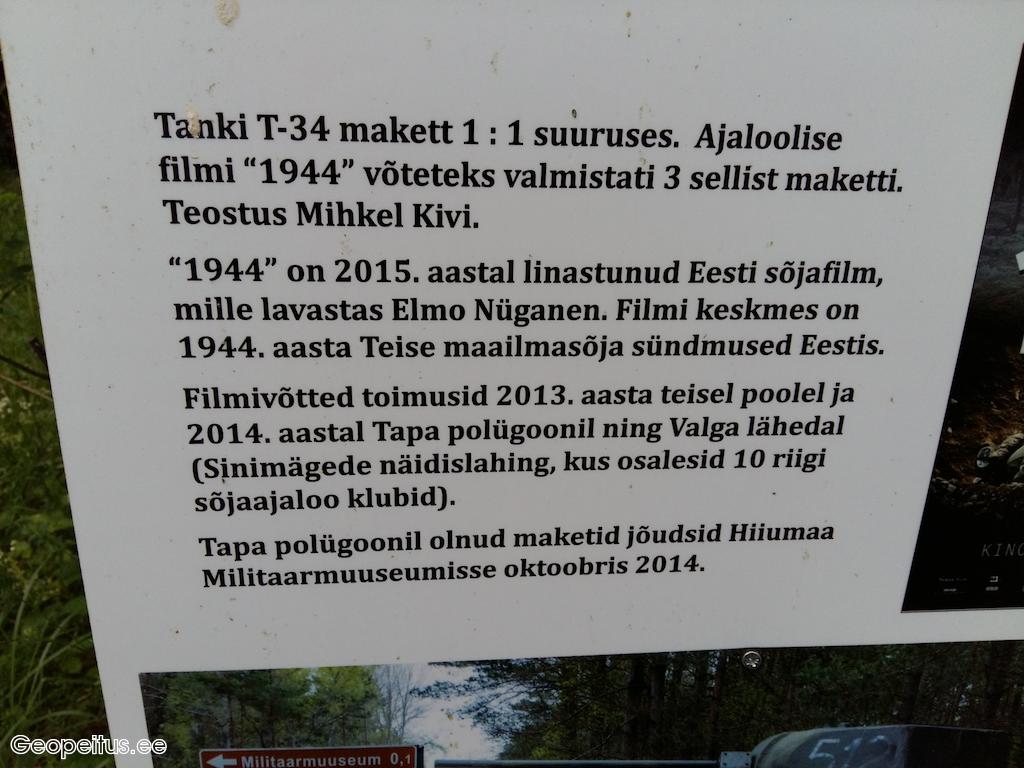 Tanki T-34 makett 1 : 1 suuruses. Ajaloolise
filmi “1944” võteteks valmistati 3 sellist maketti.
Teostus Mihkel Kivi.
“1944” on 2015. aastal linastunud Eesti sõjafilm,
mille lavastas Elmo Nüganen. Filmi keskmes on
1944. aasta Teise maailmasõja sündmused Eestis.
Filmivõtted toimusid 2013. aasta teisel poolel ja
2014. aastal Tapa polügoonil ning Valga lähedal
(Sinimägede näidislahing, kus osalesid 10 riigi
sõjaajaloo klubid).
Tapa polügoonil olnud maketid jõudsid Hiiumaa
Militaarmuuseumisse oktoobris 2014.
KINO
Militaarmuuseum 0,1
512
Geopeitus.ee